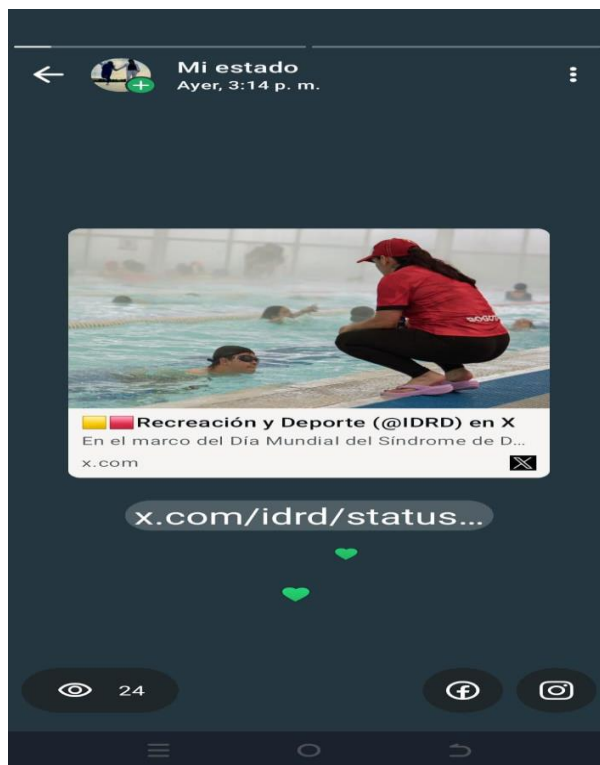 Mi estado
Ayer, 3:14 p. m.
BOGOTÁ
🟨🟥Recreación y Deporte (@IDRD) en X
En el marco del Día Mundial del Síndrome de D...
x.com
x.com/idrd/status...
24